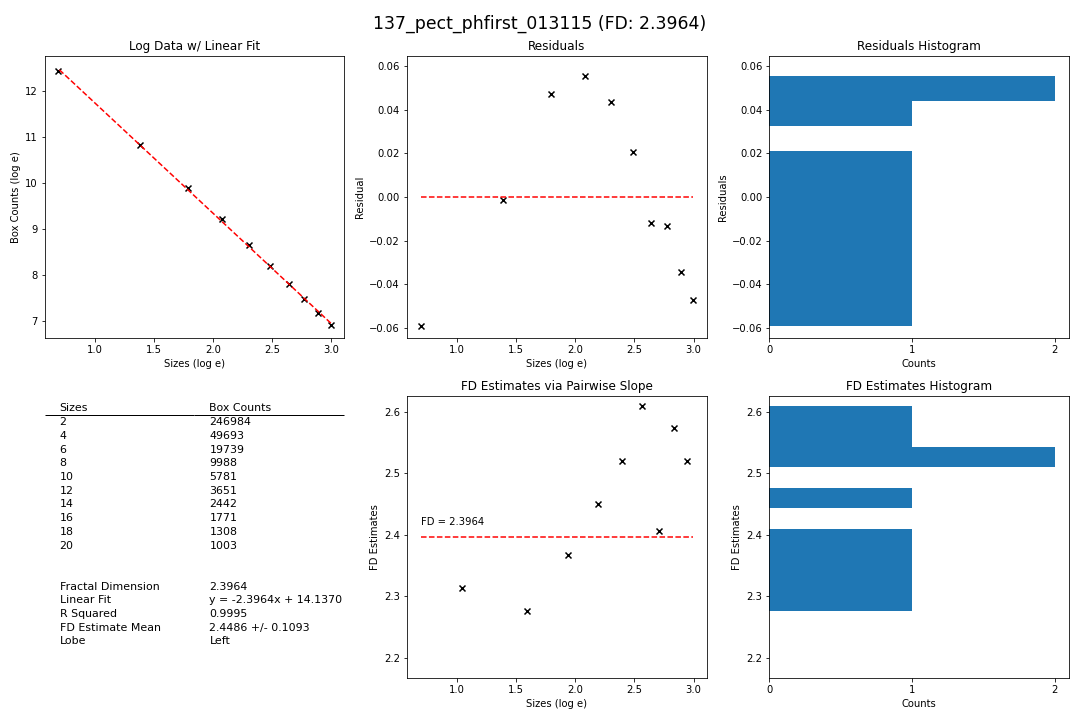 137_pect_phfirst_013115 (FD: 2.3964)
Log Data w/ Linear Fit
Box Counts (log e)
12
11
10
9
8
7
1.0 1.5 2.0 2.5 3.0
Sizes (log e)
Residuals
Residual
0.06
0.04
0.02
0.00
−0.02
−0.04
−0.06
1.0 1.5 2.0 2.5 3.0
Sizes (log e)
Residuals Histogram
Residuals
0.06
0.04
0.02
0.00
−0.02
−0.04
−0.06
0 1 2
Counts
Sizes Box Counts
2 246984
4 49693
6 19739
8 9988
10 5781
12 3651
14 2442
16 1771
18 1308
20 1003
Fractal Dimension 2.3964
Linear Fit y = -2.3964x + 14.1370
R Squared 0.9995
FD Estimate Mean 2.4486 +/- 0.1093
Lobe Left
FD Estimates via Pairwise Slope
FD Estimates
2.6
2.5
2.4
2.3
2.2
FD = 2.3964
1.0 1.5 2.0 2.5 3.0
Sizes (log e)
FD Estimates Histogram
FD Estimates
2.6
2.5
2.4
2.3
2.2
0 1 2
Counts